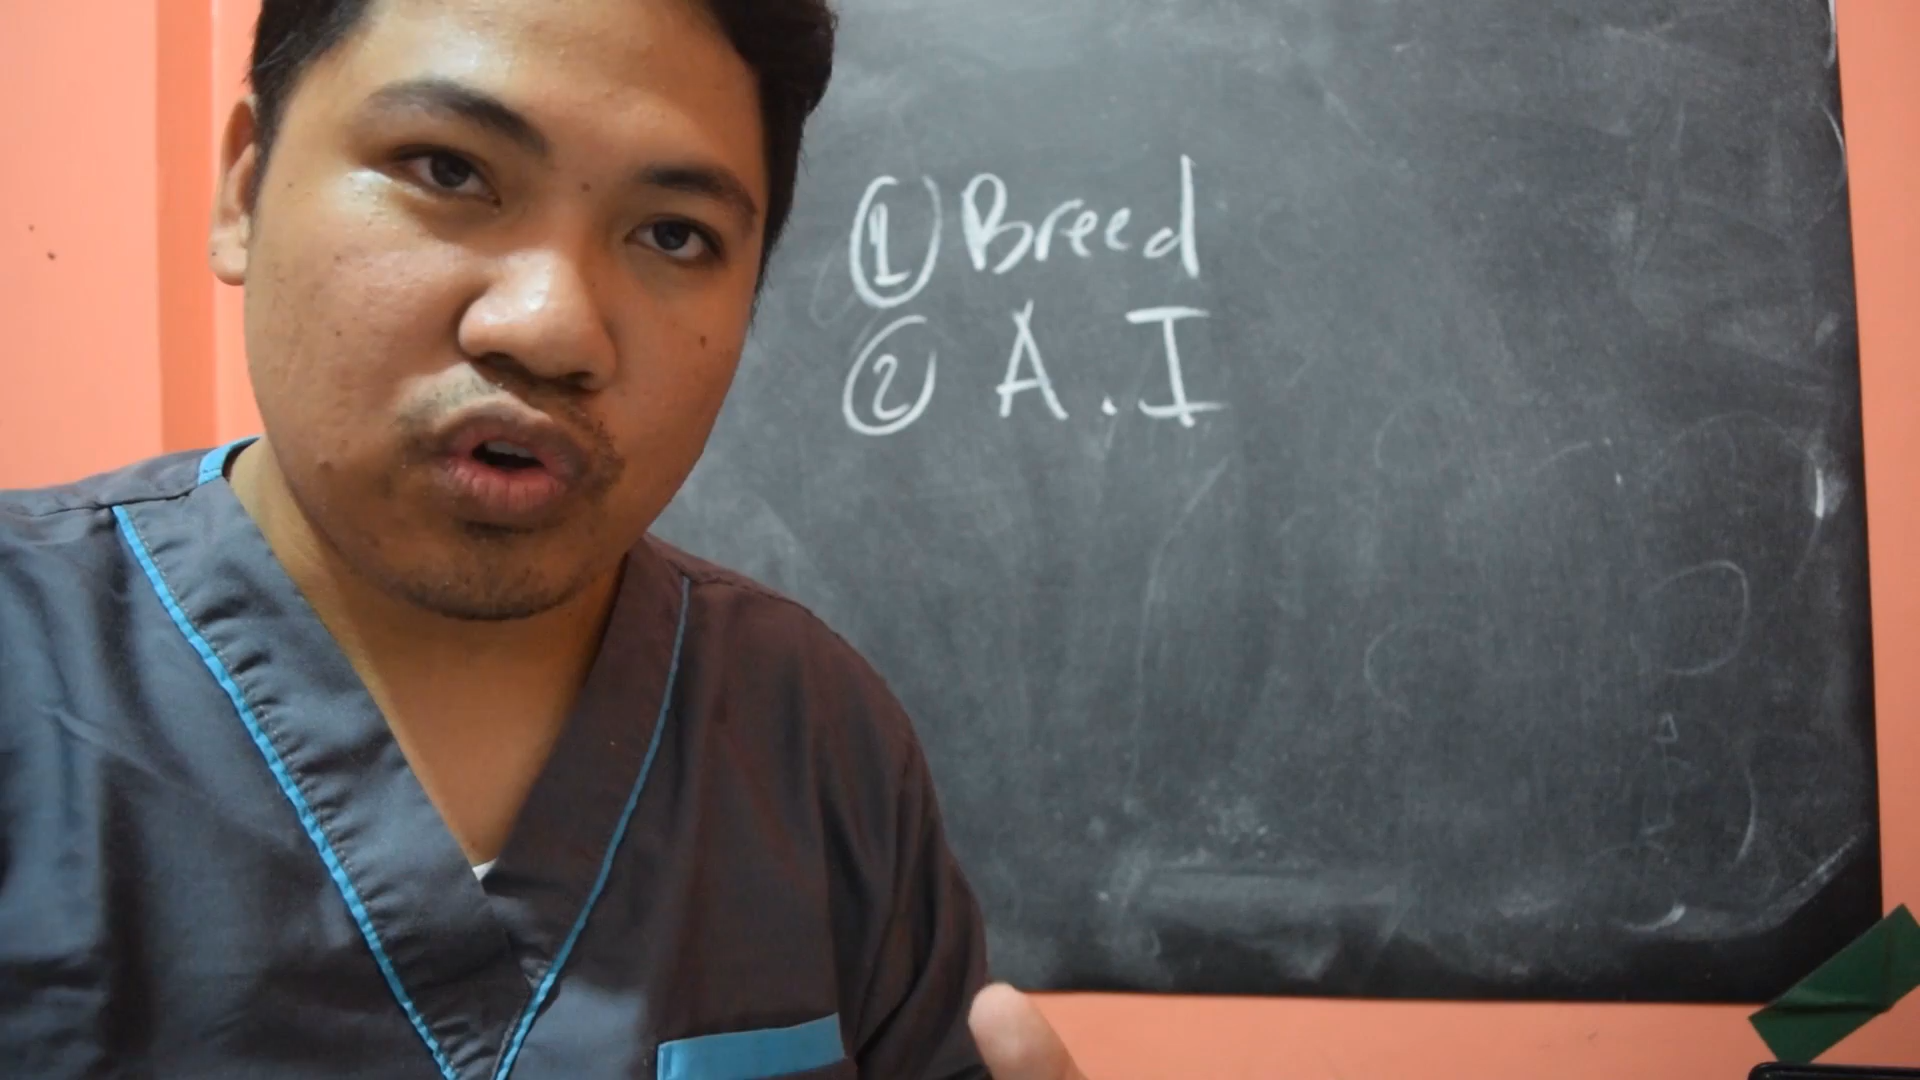 ① Breed
② A.I